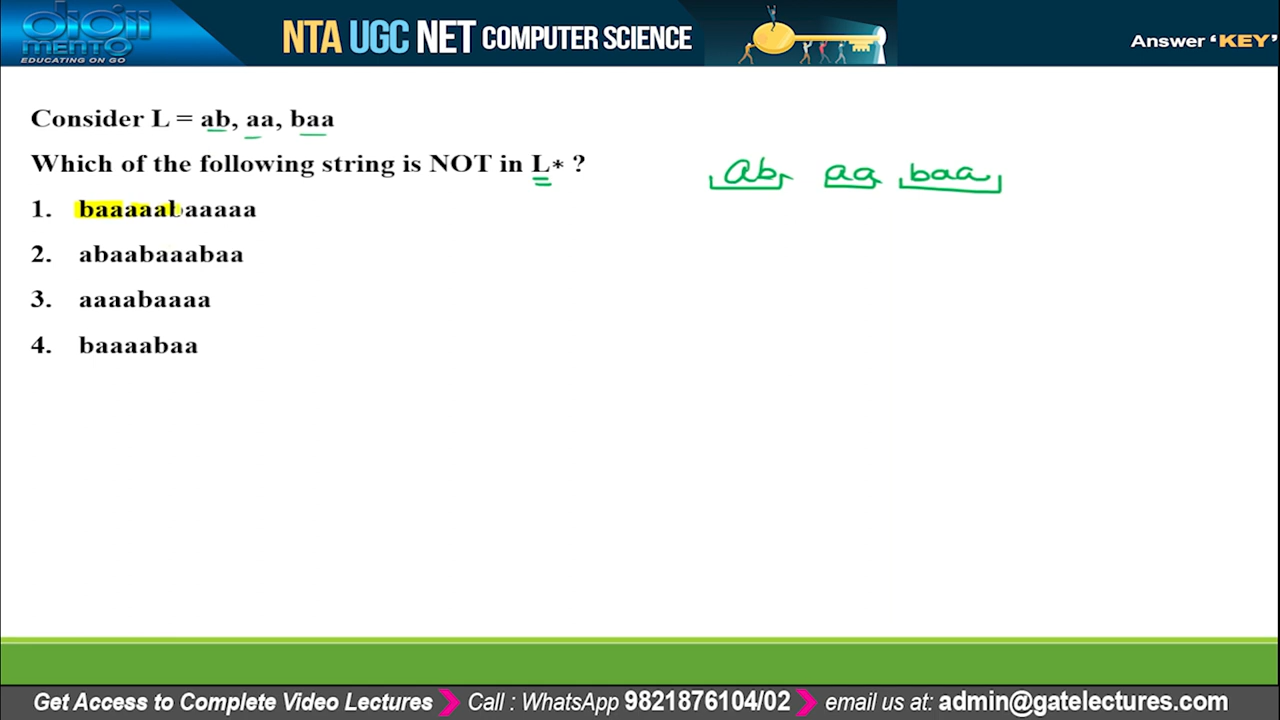 digii
MENTO
EDUCATING ON GO
NTA UGC NET COMPUTER SCIENCE
Answer ‘KEY’
Consider L = ab, aa, baa
Which of the following string is NOT in L* ?
ab aa baa
1. baaaaabaaaaa
2. abaabaaabaa
3. aaaabaaaa
4. baaaabaa
Get Access to Complete Video Lectures Call : WhatsApp 9821876104/02 email us at: admin@gatelectures.com